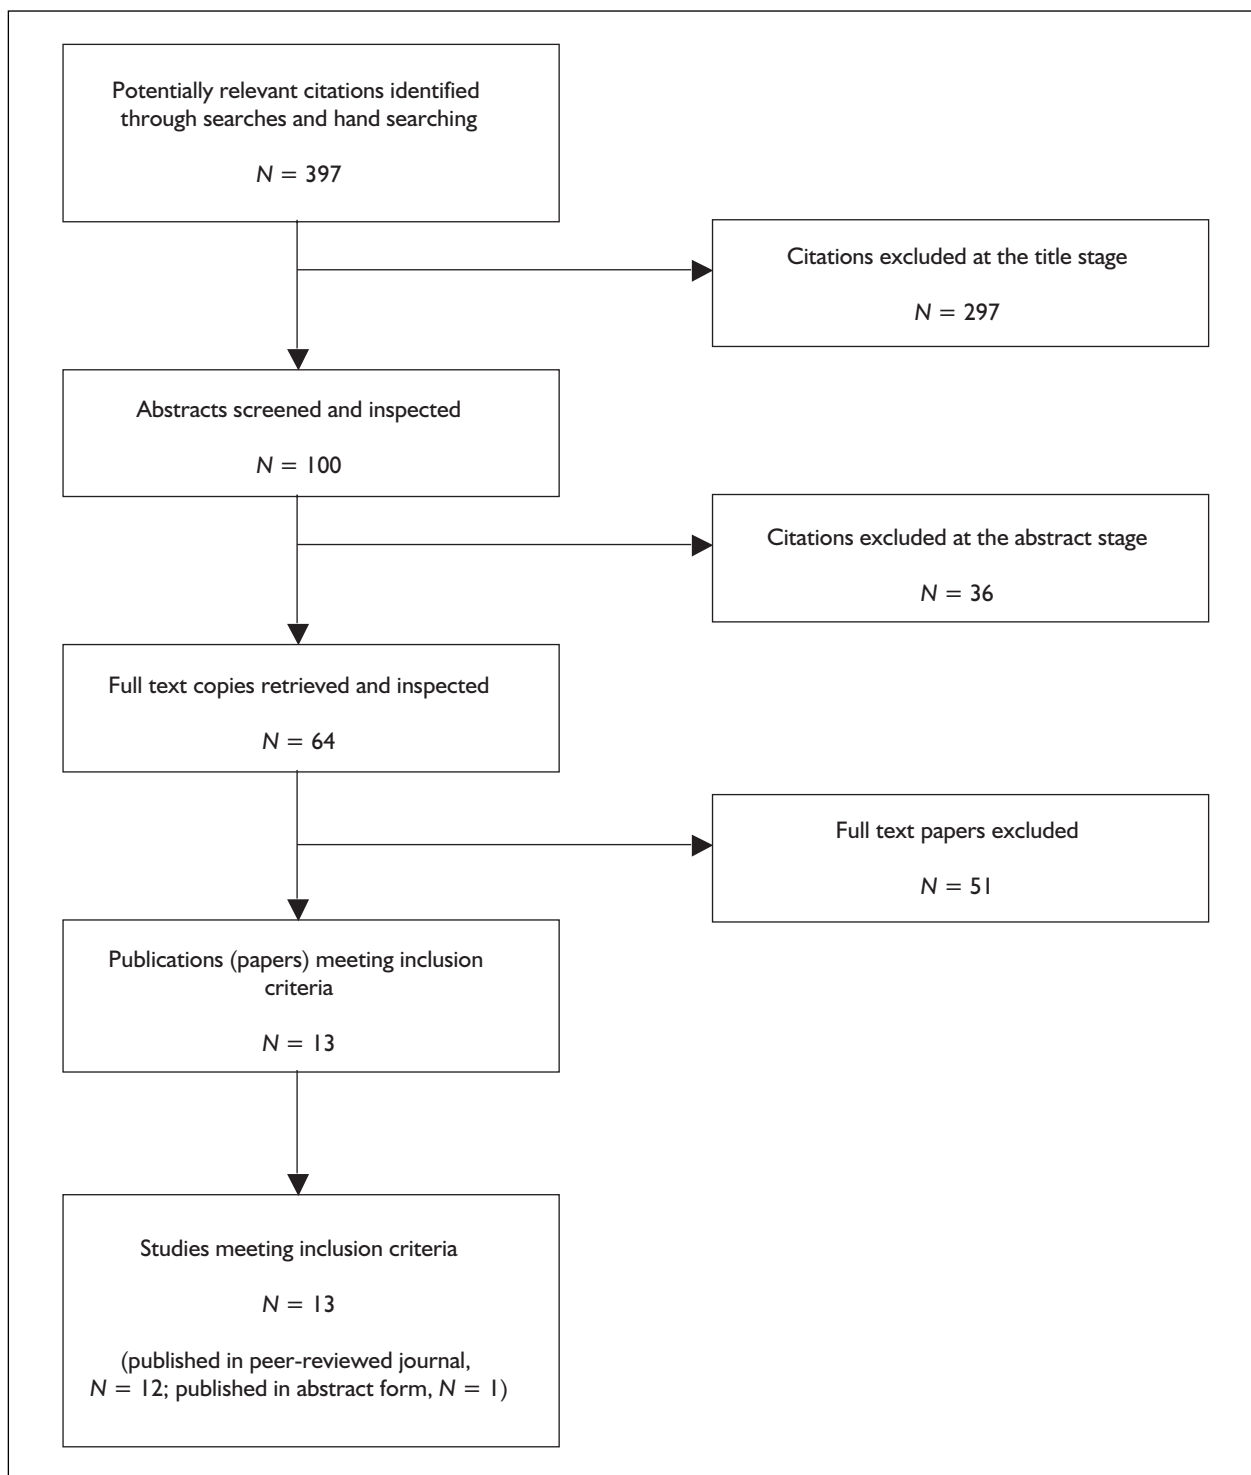 Potentially relevant citations identified
through searches and hand searching
N = 397
Citations excluded at the title stage
N = 297
Abstracts screened and inspected
N = 100
Citations excluded at the abstract stage
N = 36
Full text copies retrieved and inspected
N = 64
Full text papers excluded
N = 51
Publications (papers) meeting inclusion
criteria
N = 13
Studies meeting inclusion criteria
N = 13
(published in peer-reviewed journal,
N = 12; published in abstract form, N = 1)